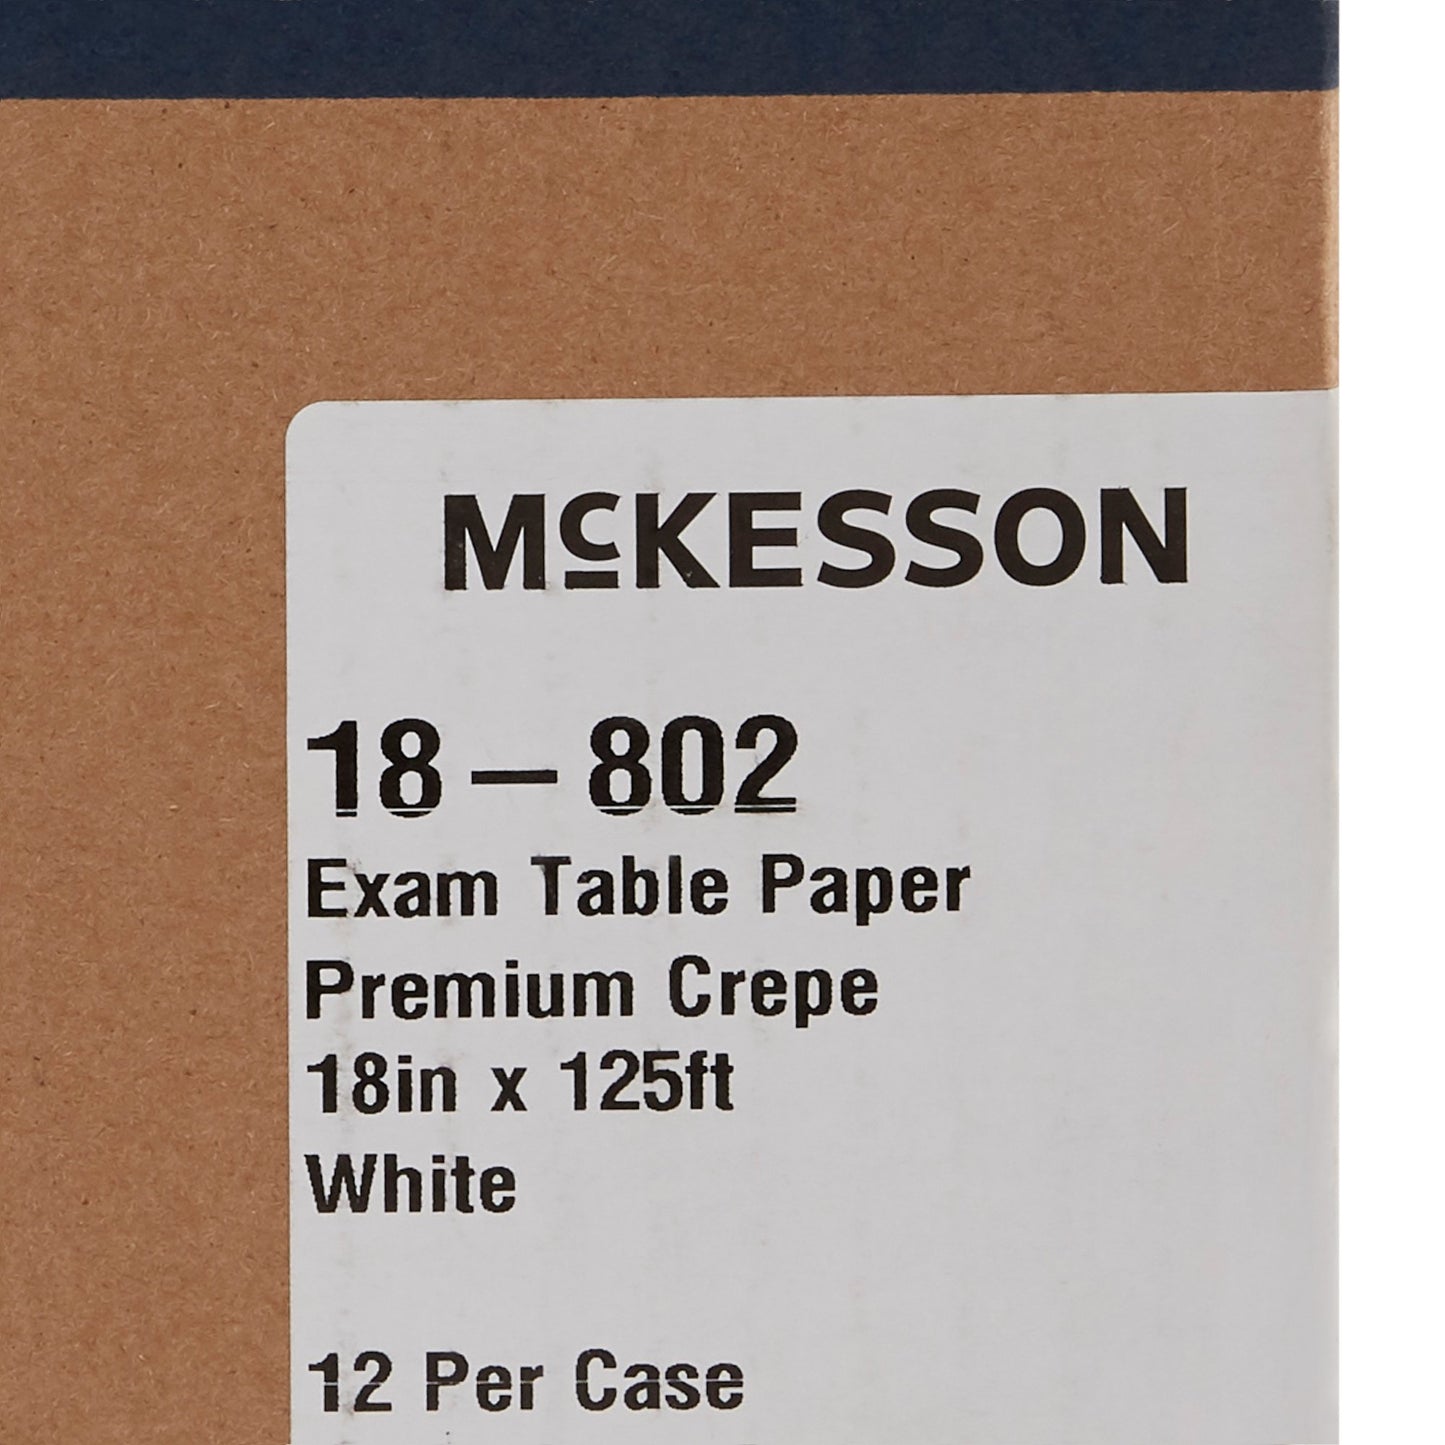 McKESSON
18-802
Exam Table Paper
Premium Crepe
18in x 125ft
White
12 Per Case